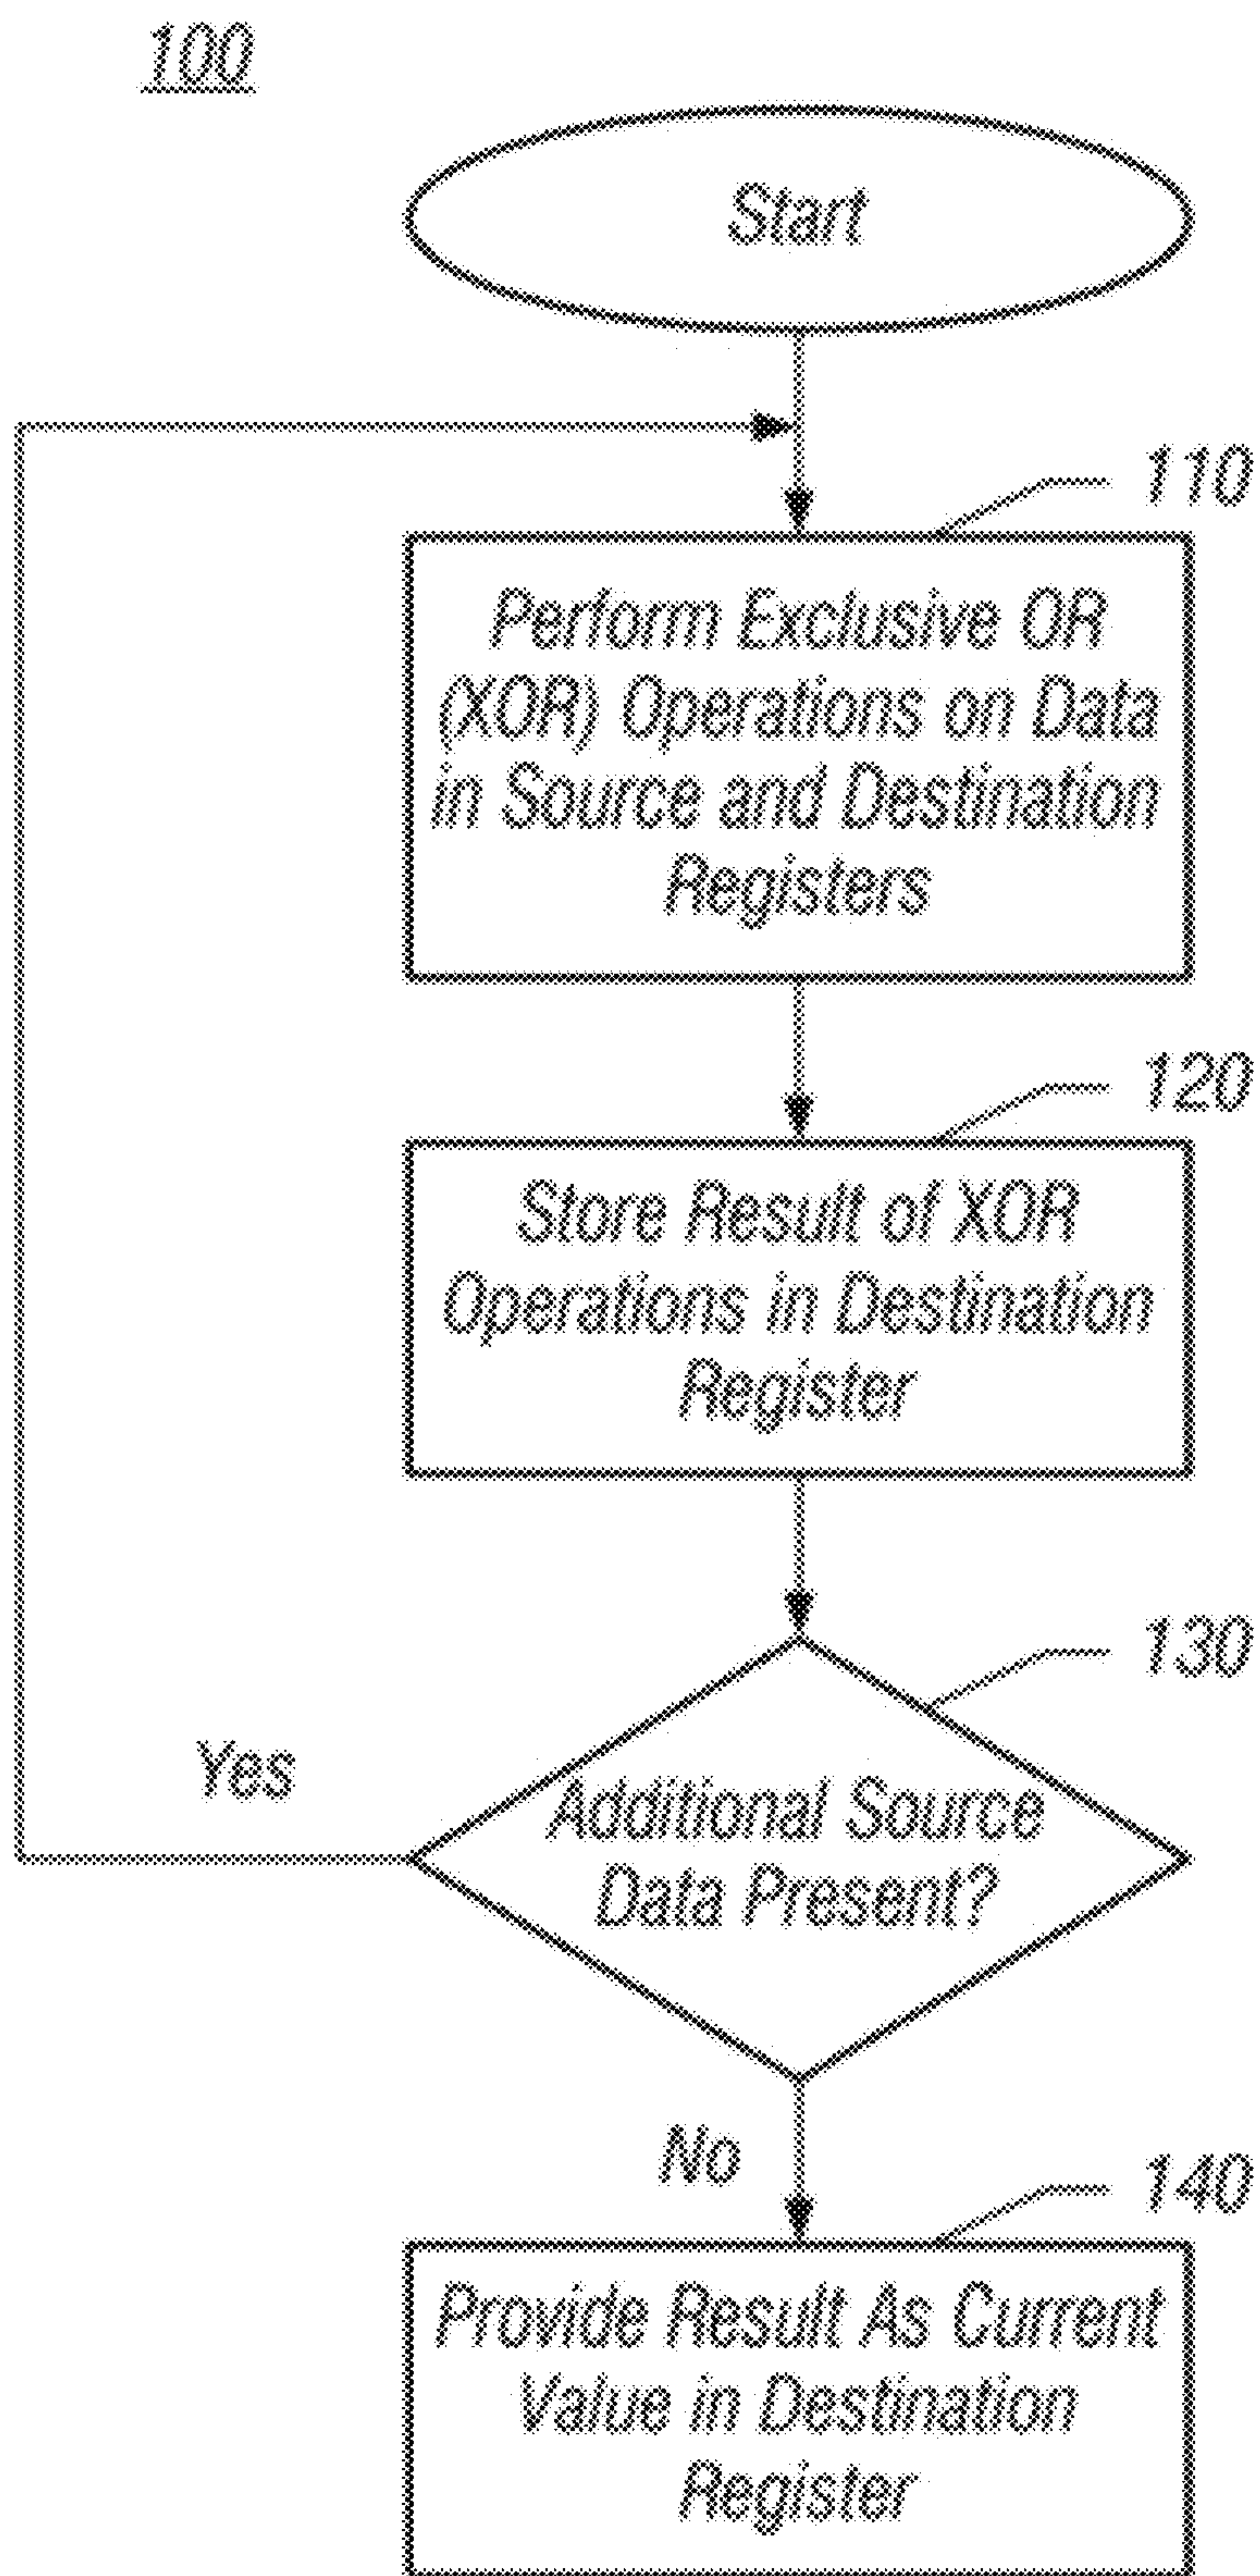 100
Start
110
Perform Exclusive OR
(XOR) Operations on Data
in Source and Destination
Registers
120
Store Result of XOR
Operations in Destination
Register
130
Yes
Additional Source
Data Present?
No
140
Provide Result As Current
Value in Destination
Register